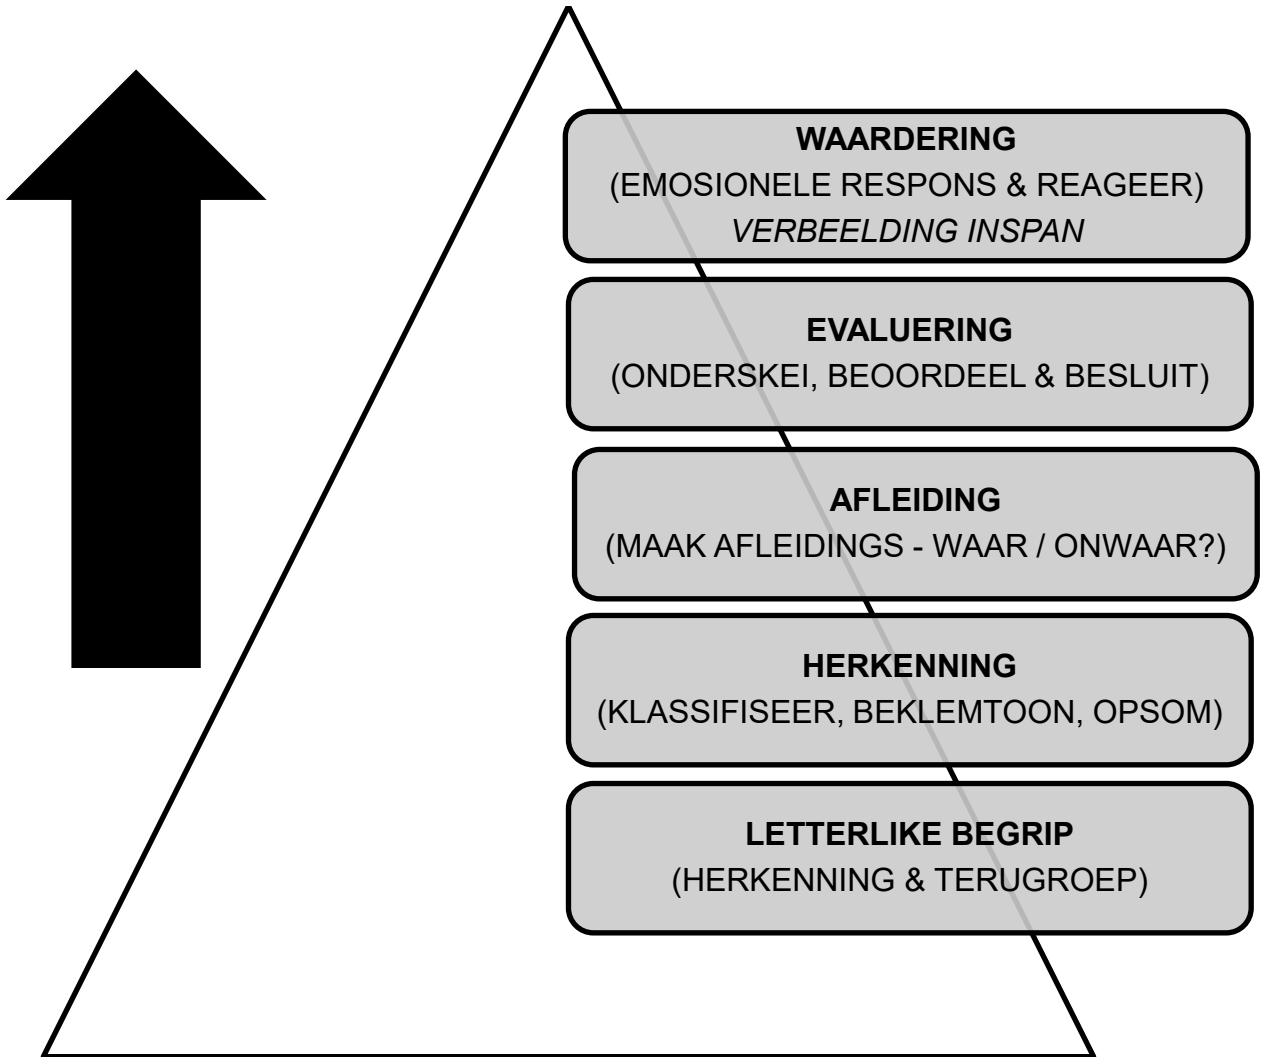 WAARDERING
(EMOSIONELE RESPONS & REAGEER)
VERBEELDING INSPAN
EVALUERING
(ONDERSKEI, BEOORDEEL & BESLUIT)
AFLEIDING
(MAAK AFLEIDINGS - WAAR / ONWAAR?)
HERKENNING
(KLASSIFISEER, BEKLEMTOON, OPSOM)
LETTERLIKE BEGRIP
(HERKENNING & TERUGROEP)